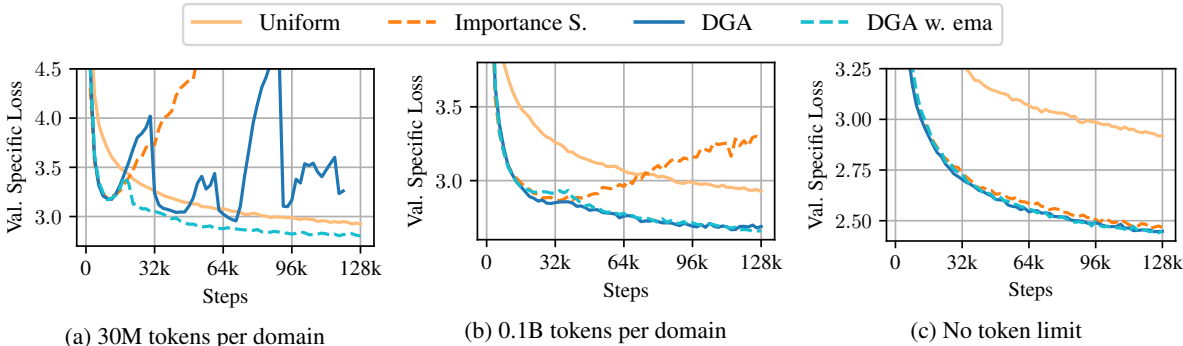 Uniform Importance S. DGA DGA w. ema
Val. Specific Loss
4.5
4.0
3.5
3.0
0 32k 64k 96k 128k
Steps
(a) 30M tokens per domain
Val. Specific Loss
3.5
3.0
0 32k 64k 96k 128k
Steps
(b) 0.1B tokens per domain
Val. Specific Loss
3.25
3.00
2.75
2.50
0 32k 64k 96k 128k
Steps
(c) No token limit